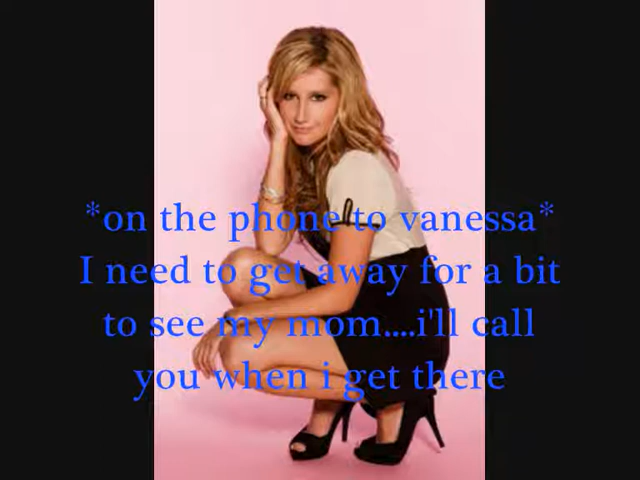 *on the phone to vanessa*
I need to get away for a bit
to see my mom....i'll call
you when i get there